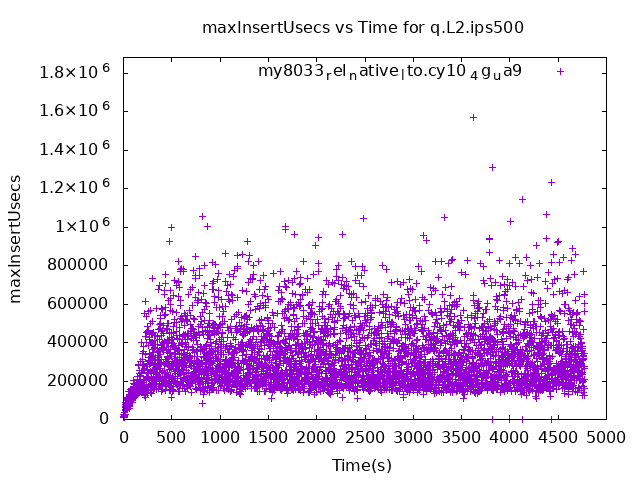 maxInsertUsecs vs Time for q.L2.ips500
my8033_rel_native_lto.cy10_4g_ua9
maxInsertUsecs
1.8×10^6
1.6×10^6
1.4×10^6
1.2×10^6
1×10^6
800000
600000
400000
200000
0
0 500 1000 1500 2000 2500 3000 3500 4000 4500 5000
Time(s)